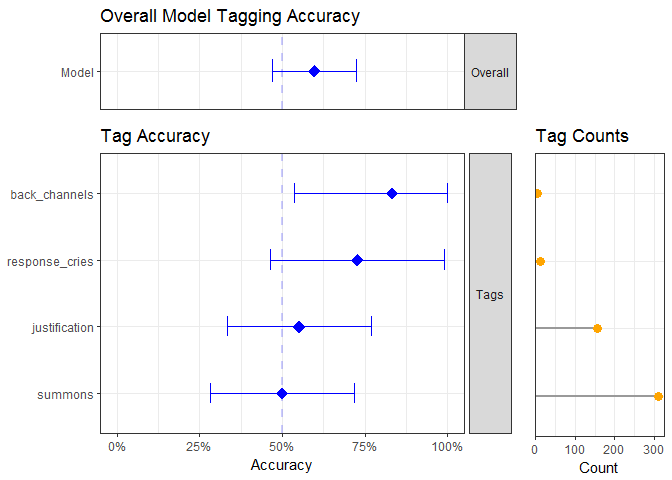 Overall Model Tagging Accuracy
Model
Overall
Tag Accuracy
Tag Counts
back_channels
response_cries
justification
summons
Tags
0%
25%
50%
75%
100%
Accuracy
0
100
200
300
Count